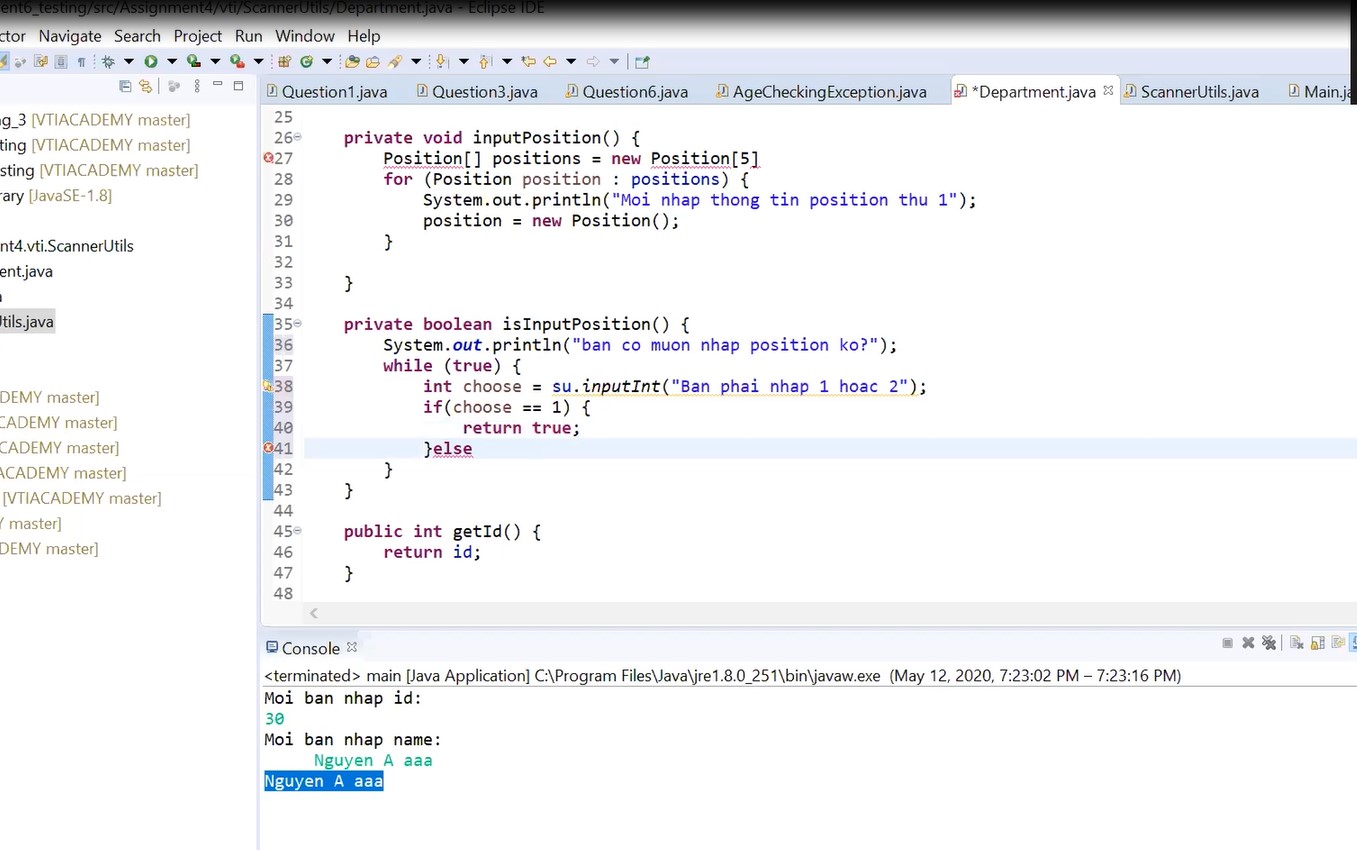 ent6_testing/src/Assignment4/vti/ScannerUtils/Department.java - Eclipse IDE
ctor Navigate Search Project Run Window Help
Question1.java Question3.java Question6.java AgeCheckingException.java *Department.java ScannerUtils.java Main.ja
ng_3 [VTIACADEMY master]
ting [VTIACADEMY master]
sting [VTIACADEMY master]
rary [JavaSE-1.8]
nt4.vti.ScannerUtils
ent.java
a
Utils.java
DEMY master]
CADEMY master]
CADEMY master]
ACADEMY master]
[VTIACADEMY master]
Y master]
DEMY master]
25
26 private void inputPosition() {
27 Position[] positions = new Position[5]
28 for (Position position : positions) {
29 System.out.println("Moi nhap thong tin position thu 1");
30 position = new Position();
31 }
32
33 }
34
35 private boolean isInputPosition() {
36 System.out.println("ban co muon nhap position ko?");
37 while (true) {
38 int choose = su.inputInt("Ban phai nhap 1 hoac 2");
39 if(choose == 1) {
40 return true;
41 }else
42 }
43 }
44
45 public int getId() {
46 return id;
47 }
48
Console
<terminated> main [Java Application] C:\Program Files\Java\jre1.8.0_251\bin\javaw.exe (May 12, 2020, 7:23:02 PM – 7:23:16 PM)
Moi ban nhap id:
30
Moi ban nhap name:
Nguyen A aaa
Nguyen A aaa